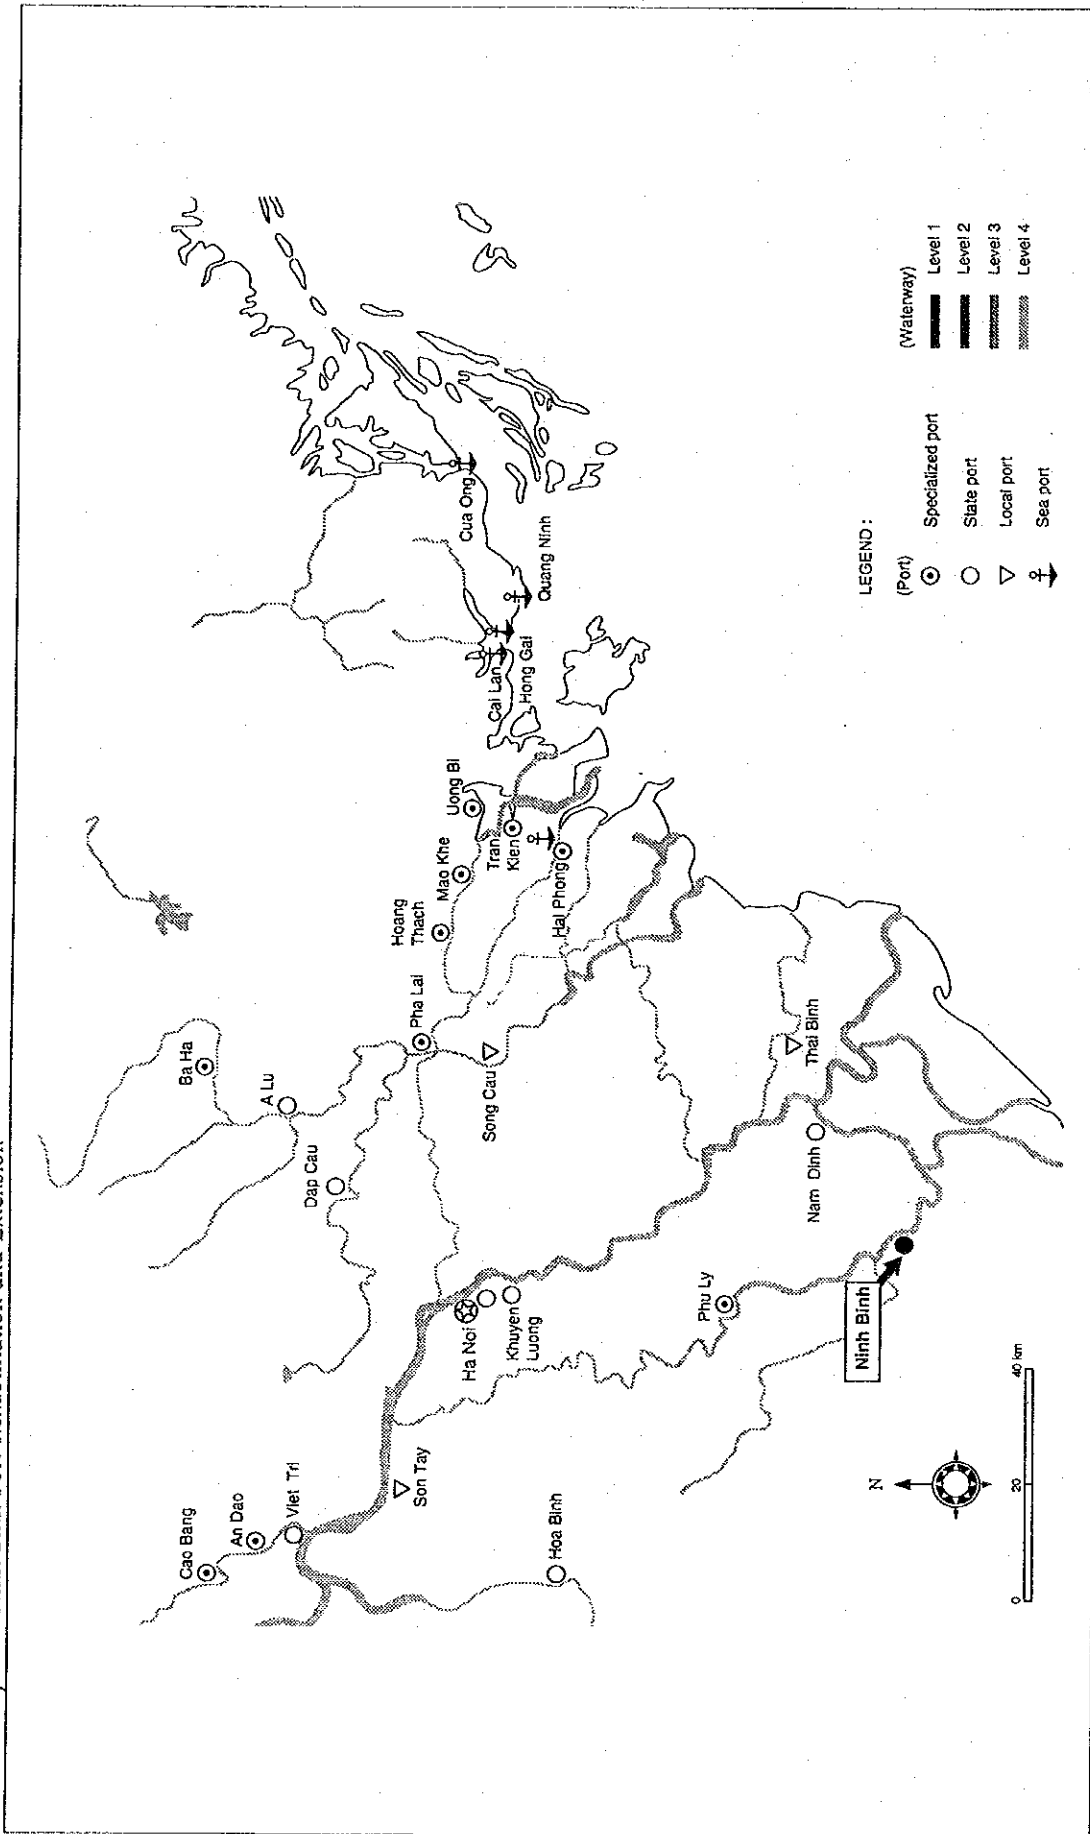 Cao Bang
An Dao
Viet Tri
Son Tay
Hoa Binh
Ba Ha
A Lu
Dap Cau
Pha Lai
Song Cau
Ha Noi
Khuyen
Luong
Hoang
Thach
Mao Khe
Uong Bi
Tran
Kien
Hai Phong
Cai Lan
Hong Gai
Quang Ninh
Cua Ong
Thai Binh
Nam Dinh
Phu Ly
Ninh Binh
N
0
20
40 km
LEGEND :
(Port)
Specialized port
State port
Local port
Sea port
(Waterway)
Level 1
Level 2
Level 3
Level 4